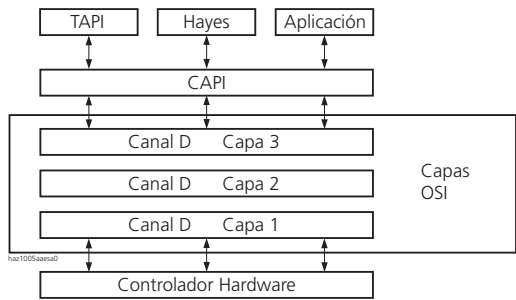 TAPI Hayes Aplicación
CAPI
Canal D Capa 3
Canal D Capa 2
Capas
OSI
Canal D Capa 1
haz1005aaesa0
Controlador Hardware